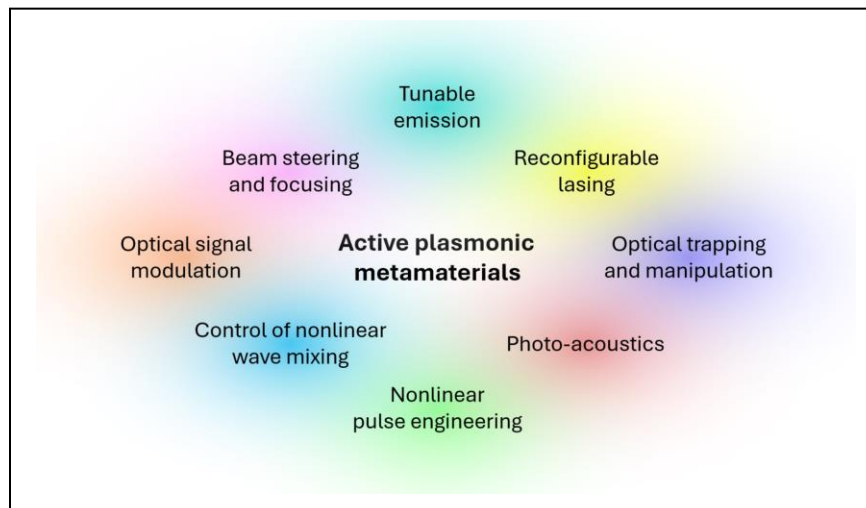 Tunable
emission
Beam steering
and focusing
Reconfigurable
lasing
Optical signal
modulation
Active plasmonic
metamaterials
Optical trapping
and manipulation
Control of nonlinear
wave mixing
Photo-acoustics
Nonlinear
pulse engineering